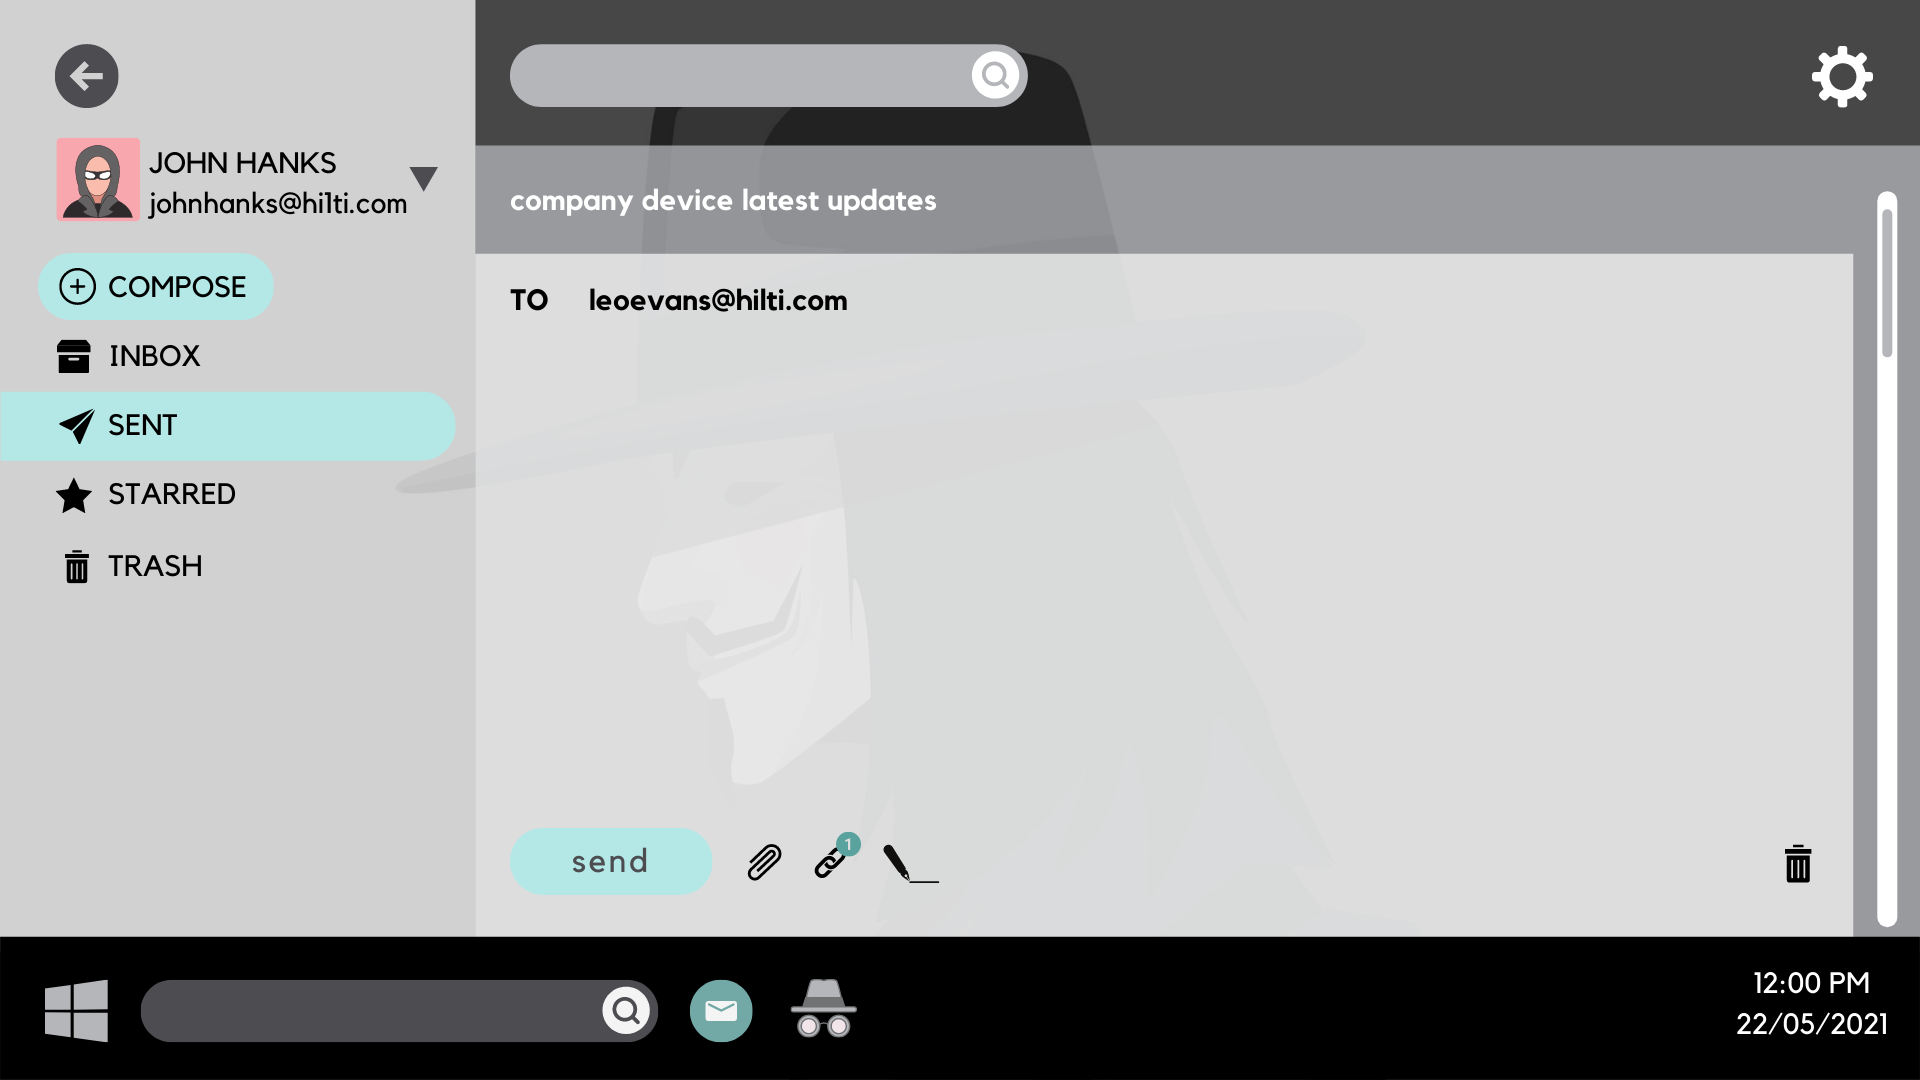 JOHN HANKS
johnhanks@hi1ti.com
COMPOSE
INBOX
SENT
STARRED
TRASH
company device latest updates
TO leoevans@hilti.com
send
1
12:00 PM
22/05/2021